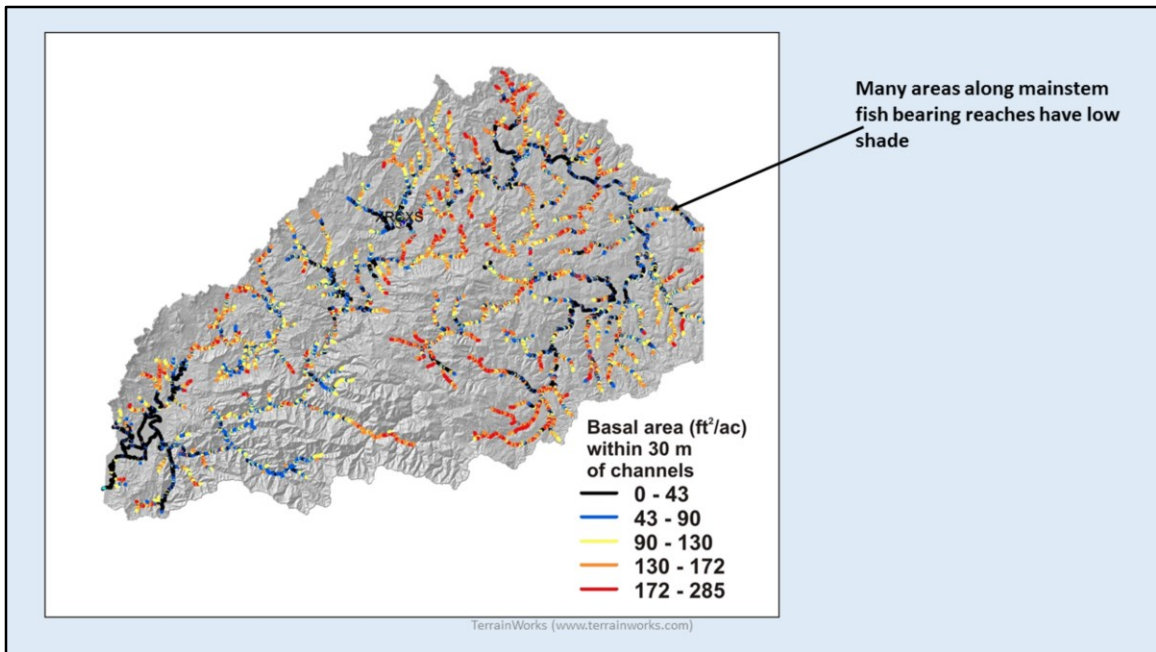 Many areas along mainstem
fish bearing reaches have low
shade
Basal area (ft²/ac)
within 30 m
of channels
0 - 43
43 - 90
90 - 130
130 - 172
172 - 285
TerrainWorks (www.terrainworks.com)